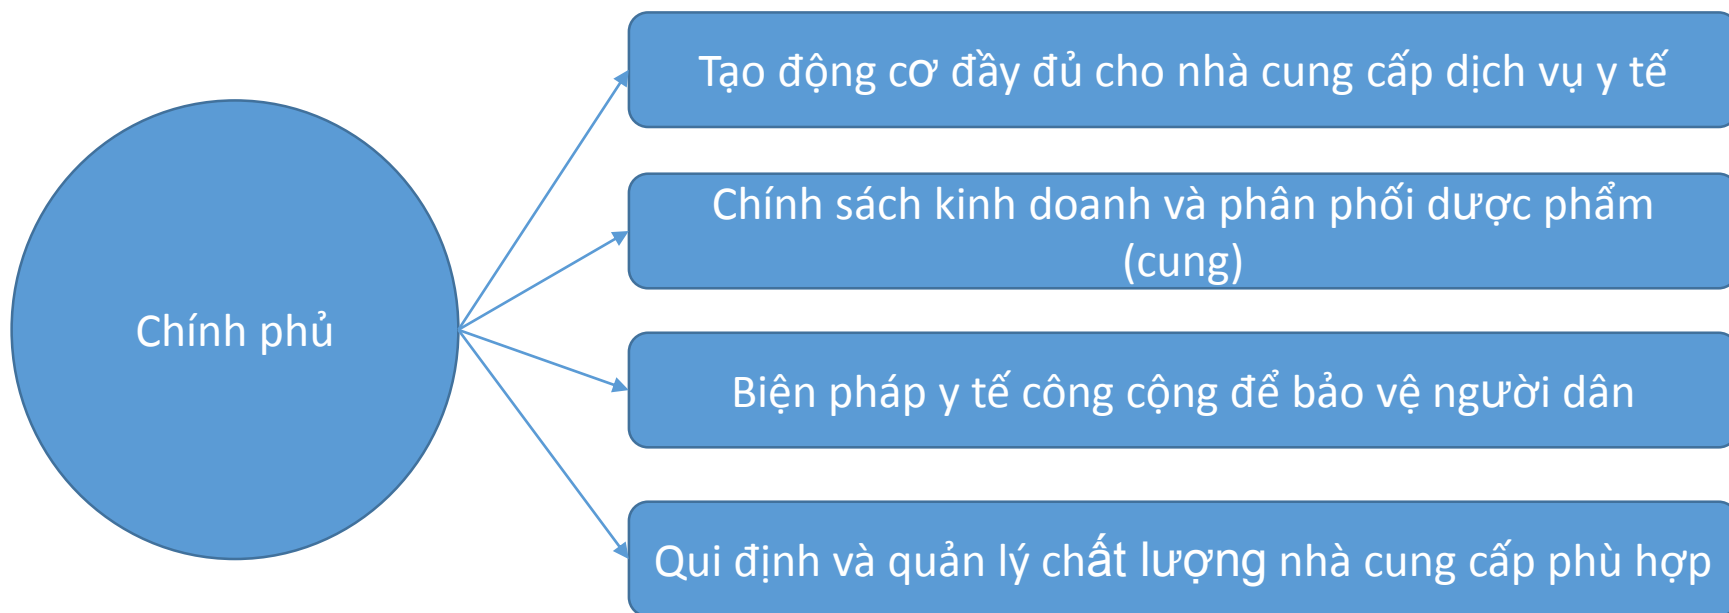 Chính phủ
Tạo động cơ đầy đủ cho nhà cung cấp dịch vụ y tế
Chính sách kinh doanh và phân phối dược phẩm
(cung)
Biện pháp y tế công cộng để bảo vệ người dân
Qui định và quản lý chất lượng nhà cung cấp phù hợp